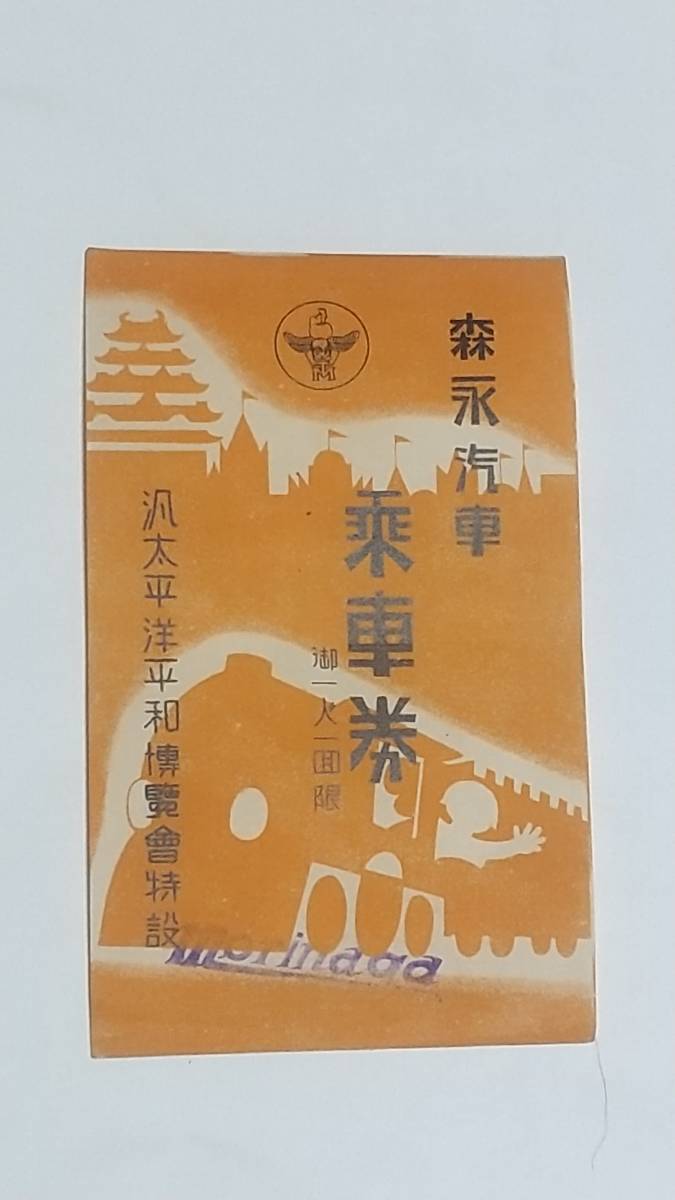 森永汽車
乗車券
御一人一回限
汎太平洋平和博覽會特設
Morinaga